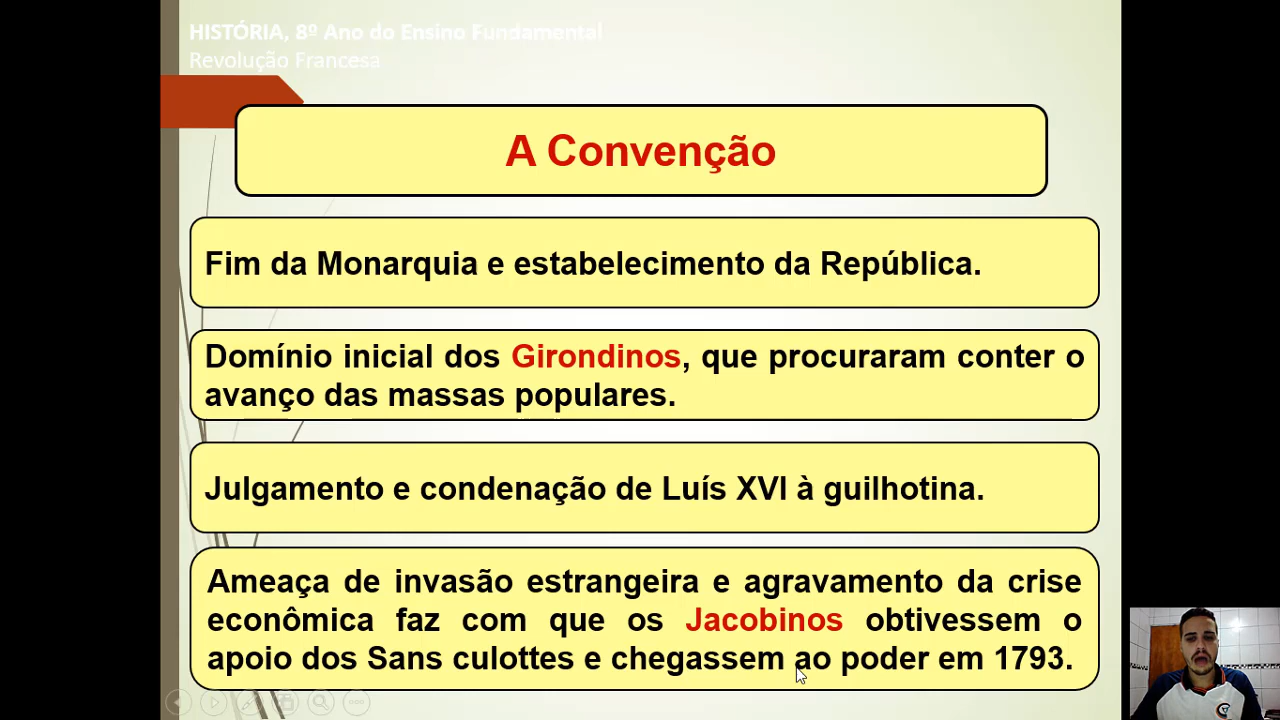 HISTÓRIA, 8º Ano do Ensino Fundamental
Revolução Francesa
A Convenção
Fim da Monarquia e estabelecimento da República.
Domínio inicial dos Girondinos, que procuraram conter o
avanço das massas populares.
Julgamento e condenação de Luís XVI à guilhotina.
Ameaça de invasão estrangeira e agravamento da crise
econômica faz com que os Jacobinos obtivessem o
apoio dos Sans culottes e chegassem ao poder em 1793.